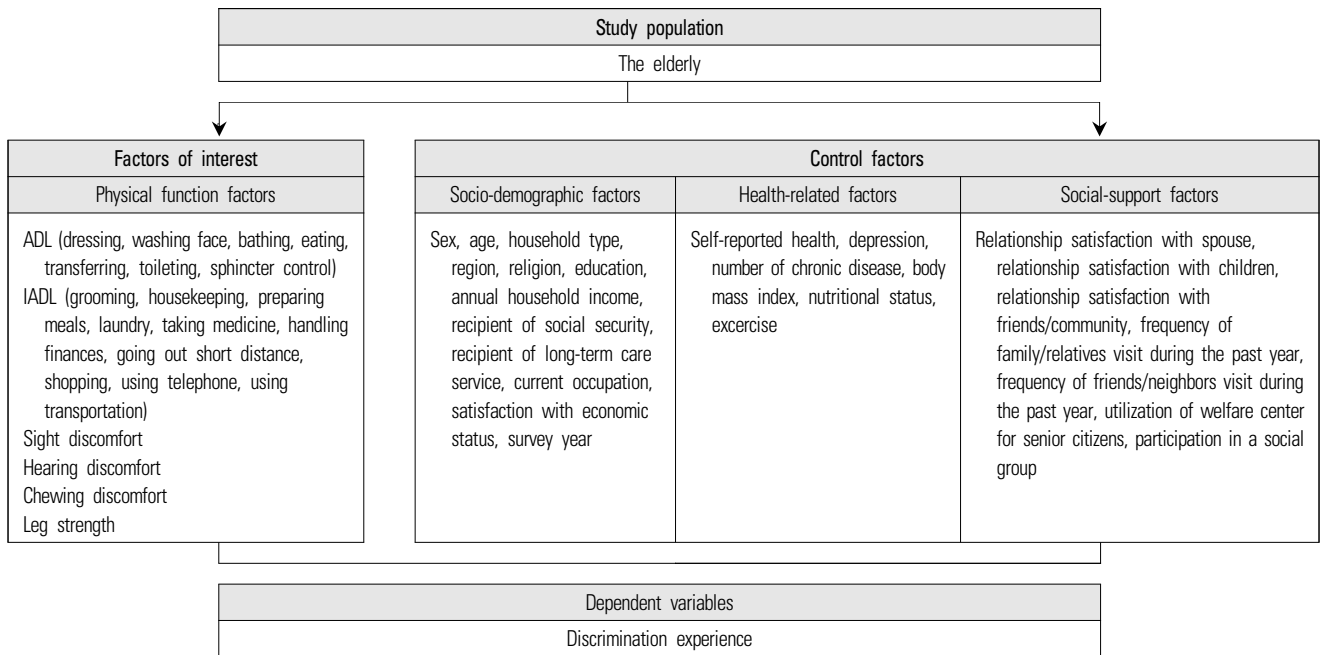 Study population
The elderly
Factors of interest
Physical function factors
ADL (dressing, washing face, bathing, eating,
transferring, toileting, sphincter control)
IADL (grooming, housekeeping, preparing
meals, laundry, taking medicine, handling
finances, going out short distance,
shopping, using telephone, using
transportation)
Sight discomfort
Hearing discomfort
Chewing discomfort
Leg strength
Control factors
Socio-demographic factors
Sex, age, household type,
region, religion, education,
annual household income,
recipient of social security,
recipient of long-term care
service, current occupation,
satisfaction with economic
status, survey year
Health-related factors
Self-reported health, depression,
number of chronic disease, body
mass index, nutritional status,
excercise
Social-support factors
Relationship satisfaction with spouse,
relationship satisfaction with children,
relationship satisfaction with
friends/community, frequency of
family/relatives visit during the past year,
frequency of friends/neighbors visit during
the past year, utilization of welfare center
for senior citizens, participation in a social
group
Dependent variables
Discrimination experience